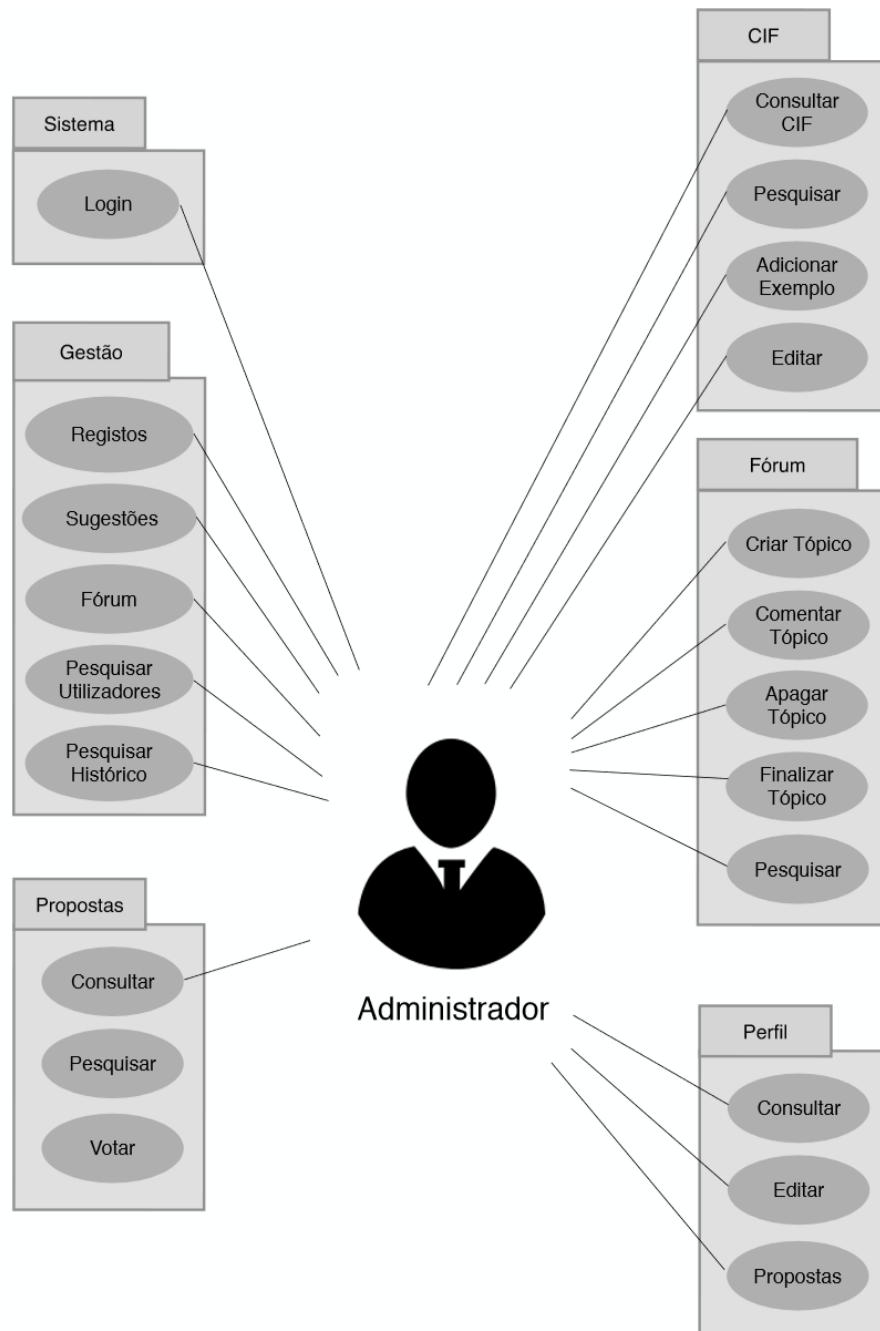 Sistema
Login
Gestão
Registos
Sugestões
Fórum
Pesquisar
Utilizadores
Pesquisar
Histórico
Propostas
Consultar
Pesquisar
Votar
Administrador
CIF
Consultar
CIF
Pesquisar
Adicionar
Exemplo
Editar
Fórum
Criar Tópico
Comentar
Tópico
Apagar
Tópico
Finalizar
Tópico
Pesquisar
Perfil
Consultar
Editar
Propostas